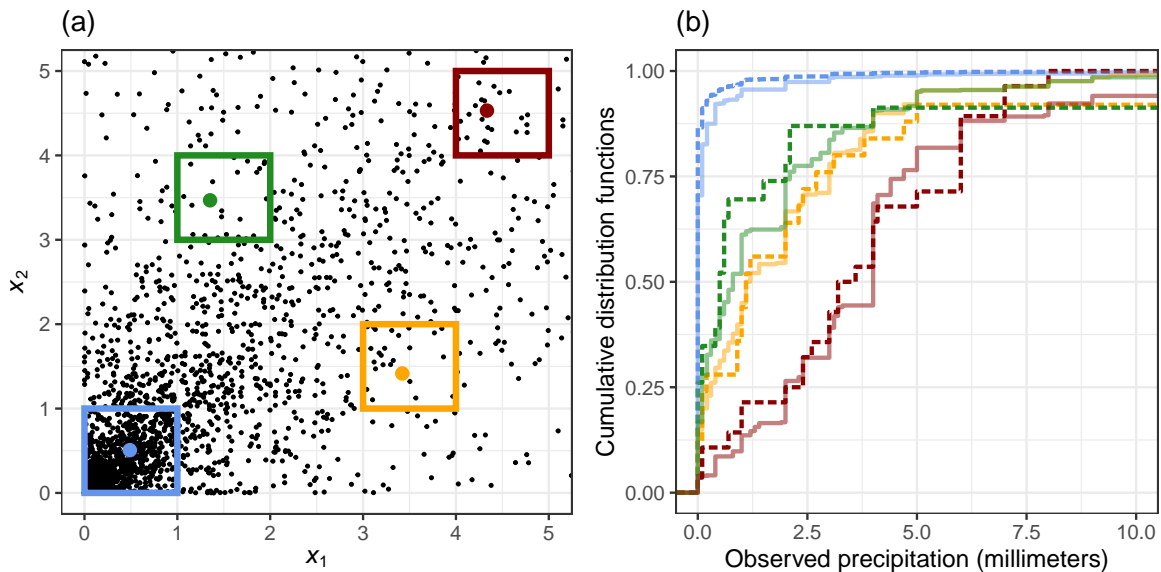 (a)
5
4
3
2
1
0
x₂
0 1 2 3 4 5
x₁
(b)
1.00
0.75
0.50
0.25
0.00
Cumulative distribution functions
0.0 2.5 5.0 7.5 10.0
Observed precipitation (millimeters)